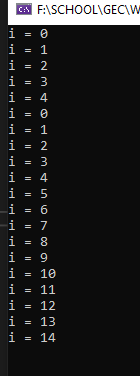 F:\SCHOOL\GEC\W
i = 0
i = 1
i = 2
i = 3
i = 4
i = 0
i = 1
i = 2
i = 3
i = 4
i = 5
i = 6
i = 7
i = 8
i = 9
i = 10
i = 11
i = 12
i = 13
i = 14